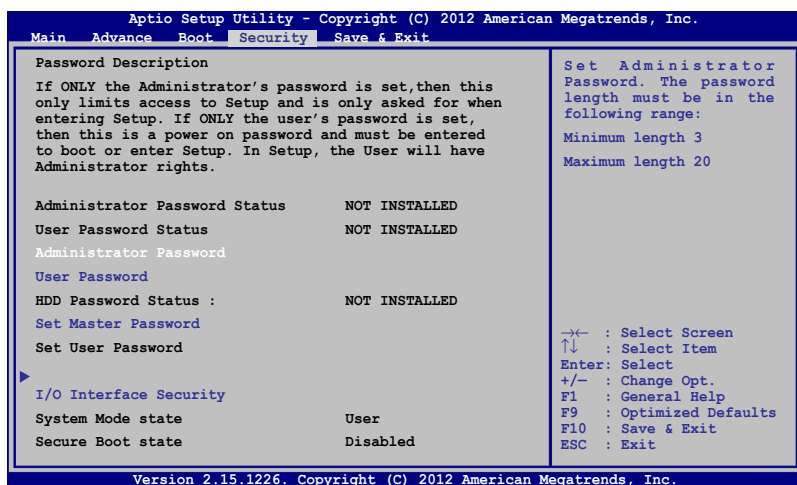 Aptio Setup Utility - Copyright (C) 2012 American Megatrends, Inc.
Main Advance Boot Security Save & Exit
Password Description
If ONLY the Administrator's password is set,then this
only limits access to Setup and is only asked for when
entering Setup. If ONLY the user's password is set,
then this is a power on password and must be entered
to boot or enter Setup. In Setup, the User will have
Administrator rights.
Administrator Password Status NOT INSTALLED
User Password Status NOT INSTALLED
Administrator Password
User Password
HDD Password Status : NOT INSTALLED
Set Master Password
Set User Password
I/O Interface Security
System Mode state User
Secure Boot state Disabled
Set Administrator
Password. The password
length must be in the
following range:
Minimum length 3
Maximum length 20
→← : Select Screen
↑↓ : Select Item
Enter: Select
+/— : Change Opt.
F1 : General Help
F9 : Optimized Defaults
F10 : Save & Exit
ESC : Exit
Version 2.15.1226. Copyright (C) 2012 American Megatrends, Inc.